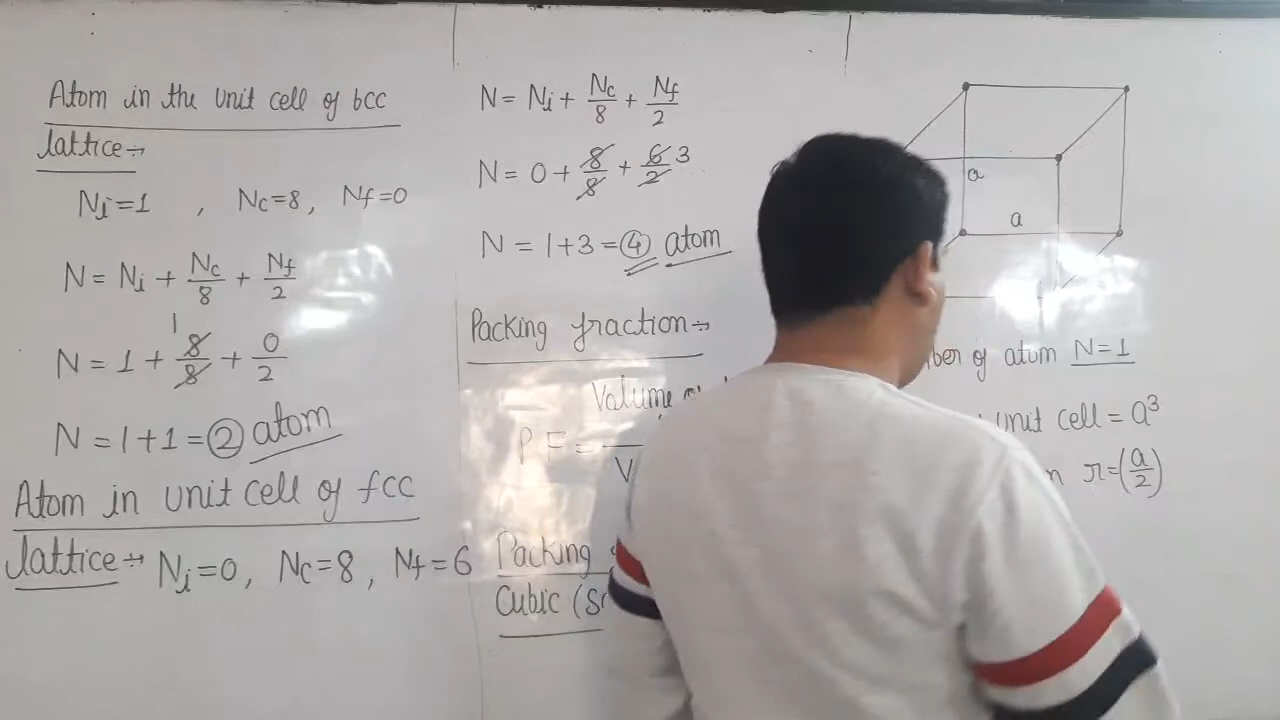 Atom in the unit cell of bcc
lattice÷
Ni=1 , Nc=8, Nf=0
N= Ni + Nc/8 + Nf/2
1
N = 1 + 8/8 + 0/2
N = 1+1 = 2 atom
Atom in unit cell of fcc
lattice÷ Ni=0, Nc=8, Nf=6
N= Ni + Nc/8 + Nf/2
N = 0 + 8/8 + 6/2 3
N = 1+3 = 4 atom
Packing fraction÷
Volume
PF=
V
Packing
Cubic (S
a
a
ber of atom N=1
unit cell = a³
r=(a/2)